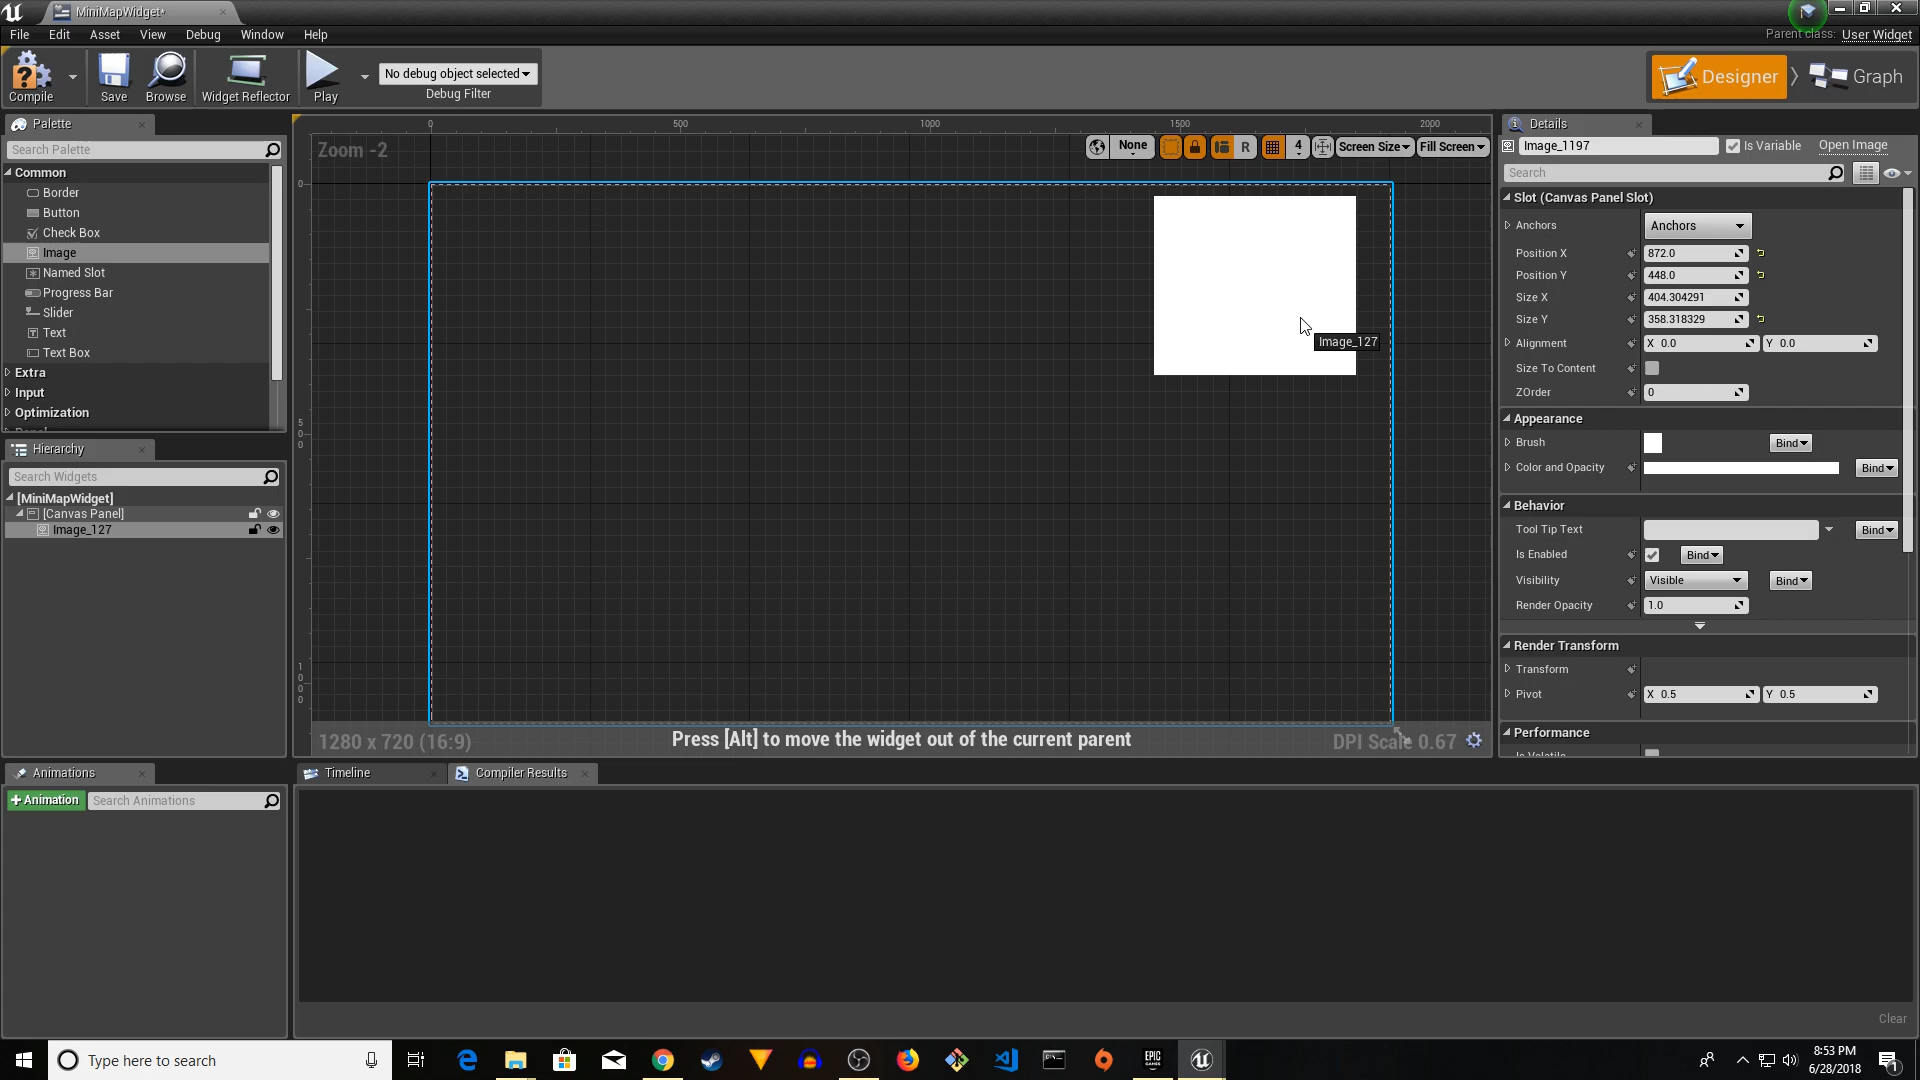 MiniMapWidget*
File Edit Asset View Debug Window Help
Parent class: User Widget
Compile
Save
Browse
Widget Reflector
Play
No debug object selected
Debug Filter
Designer
Graph
Palette
Search Palette
Common
Border
Button
Check Box
Image
Named Slot
Progress Bar
Slider
Text
Text Box
Extra
Input
Optimization
Hierarchy
Search Widgets
[MiniMapWidget]
[Canvas Panel]
Image_127
Animations
+Animation
Search Animations
0 500 1000 1500 2000
Zoom -2
None
R
4
Screen Size
Fill Screen
0
500
1000
Image_127
1280 x 720 (16:9)
Press [Alt] to move the widget out of the current parent
DPI Scale 0.67
Timeline
Compiler Results
Clear
Details
Image_1197
Is Variable
Open Image
Search
Slot (Canvas Panel Slot)
Anchors Anchors
Position X 872.0
Position Y 448.0
Size X 404.304291
Size Y 358.318329
Alignment X 0.0 Y 0.0
Size To Content
ZOrder 0
Appearance
Brush Bind
Color and Opacity Bind
Behavior
Tool Tip Text Bind
Is Enabled Bind
Visibility Visible Bind
Render Opacity 1.0
Render Transform
Transform
Pivot X 0.5 Y 0.5
Performance
Is Volatile
Type here to search
EPIC
GAMES
8:53 PM
6/28/2018
1